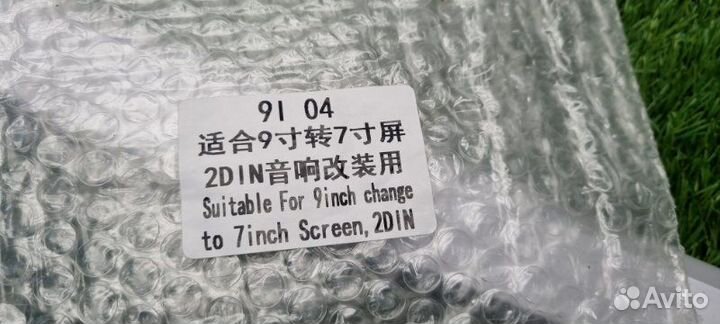 9I 04
适合9寸转7寸屏
2DIN音响改装用
Suitable For 9inch change
to 7inch Screen, 2DIN
Avito